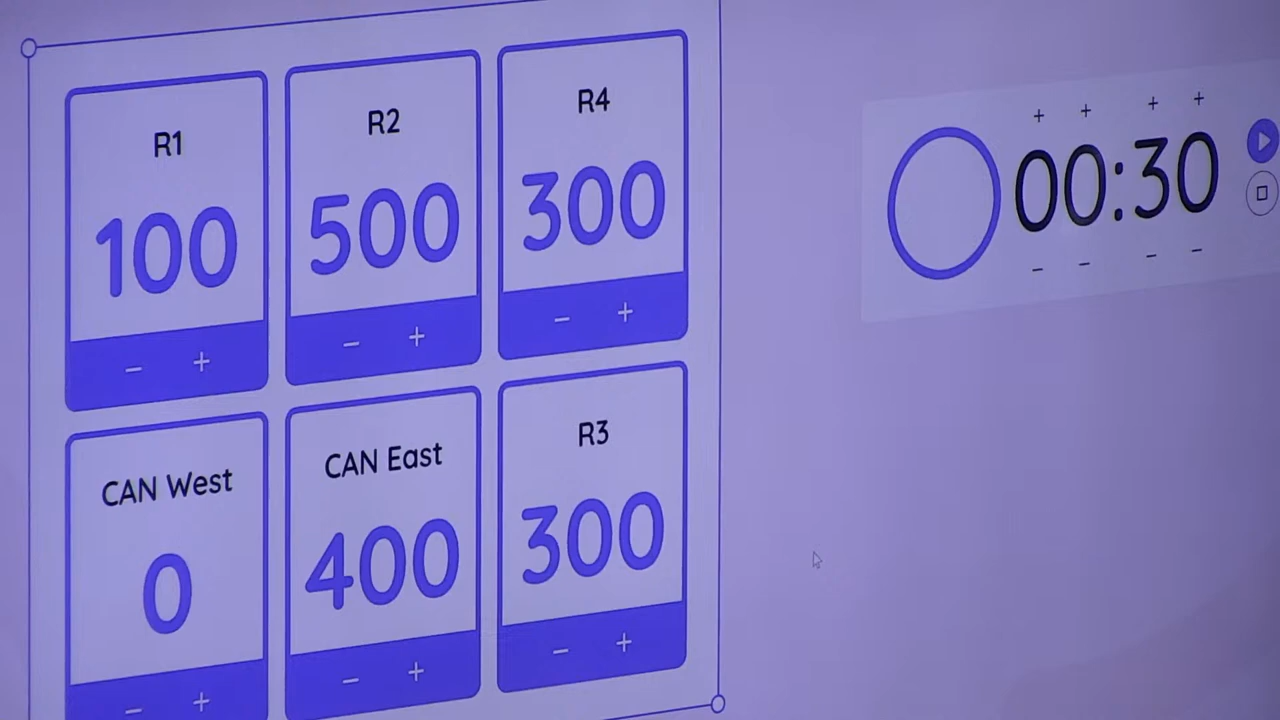 R1
100
− +
R2
500
− +
R4
300
− +
CAN West
0
− +
CAN East
400
− +
R3
300
− +
+ + + +
00:30
− − − −